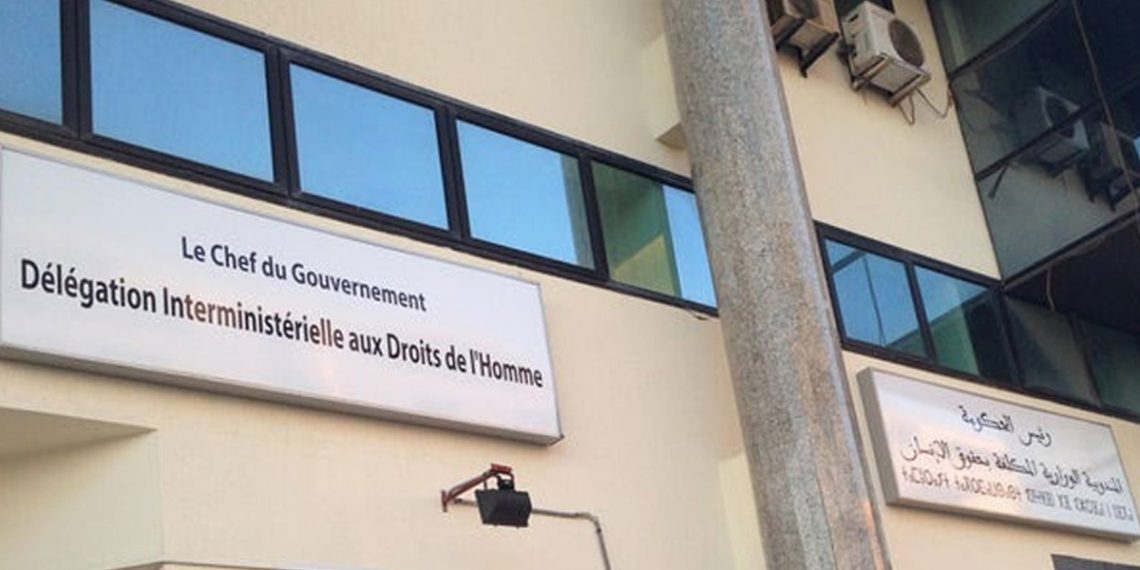 Le Chef du Gouvernement
Délégation Interministérielle aux Droits de l'Homme
رئيس الحكومة
المندوبية الوزارية المكلفة بحقوق الإنسان